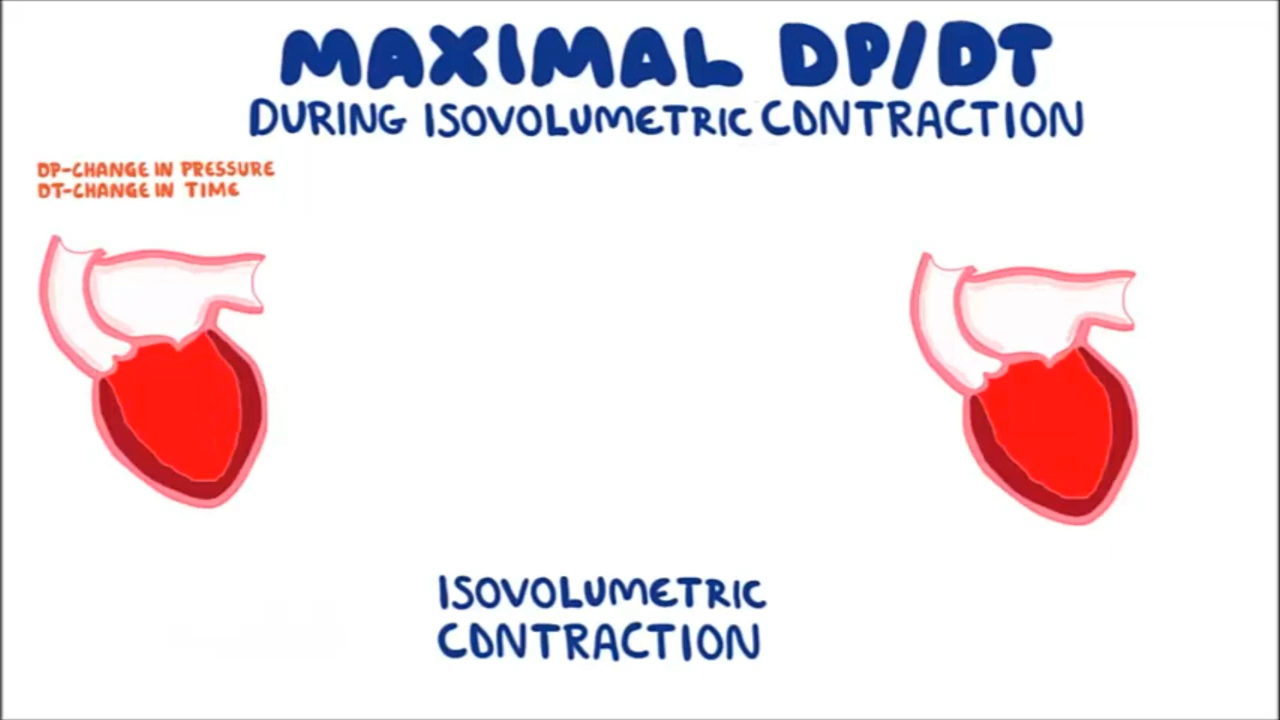 MAXIMAL DP/DT
DURING ISOVOLUMETRIC CONTRACTION
DP-CHANGE IN PRESSURE
DT-CHANGE IN TIME
ISOVOLUMETRIC
CONTRACTION